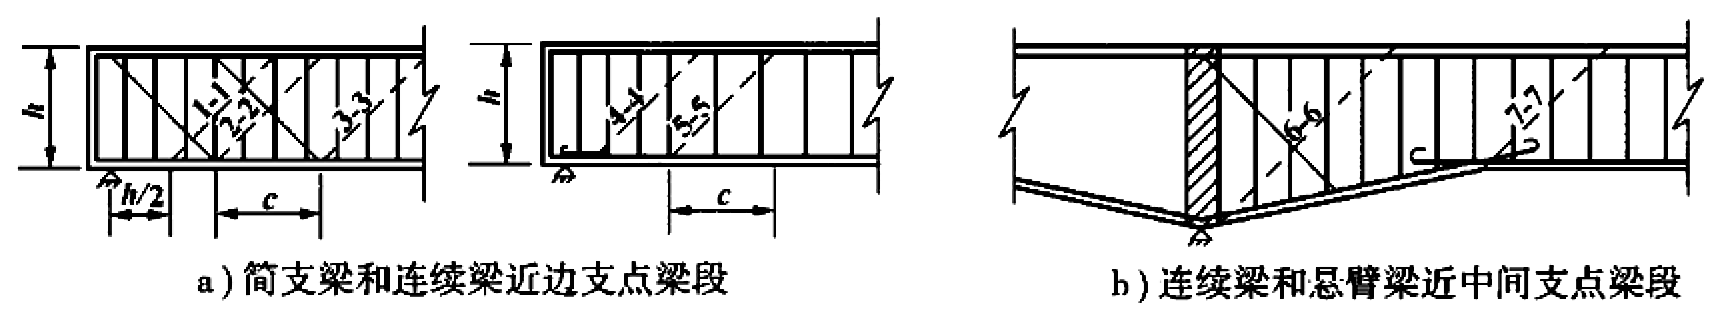 h
1-1
2-2
3-3
h/2
c
h
4-4
5-5
c
6-6
7-7
a)简支梁和连续梁近边支点梁段
b)连续梁和悬臂梁近中间支点梁段